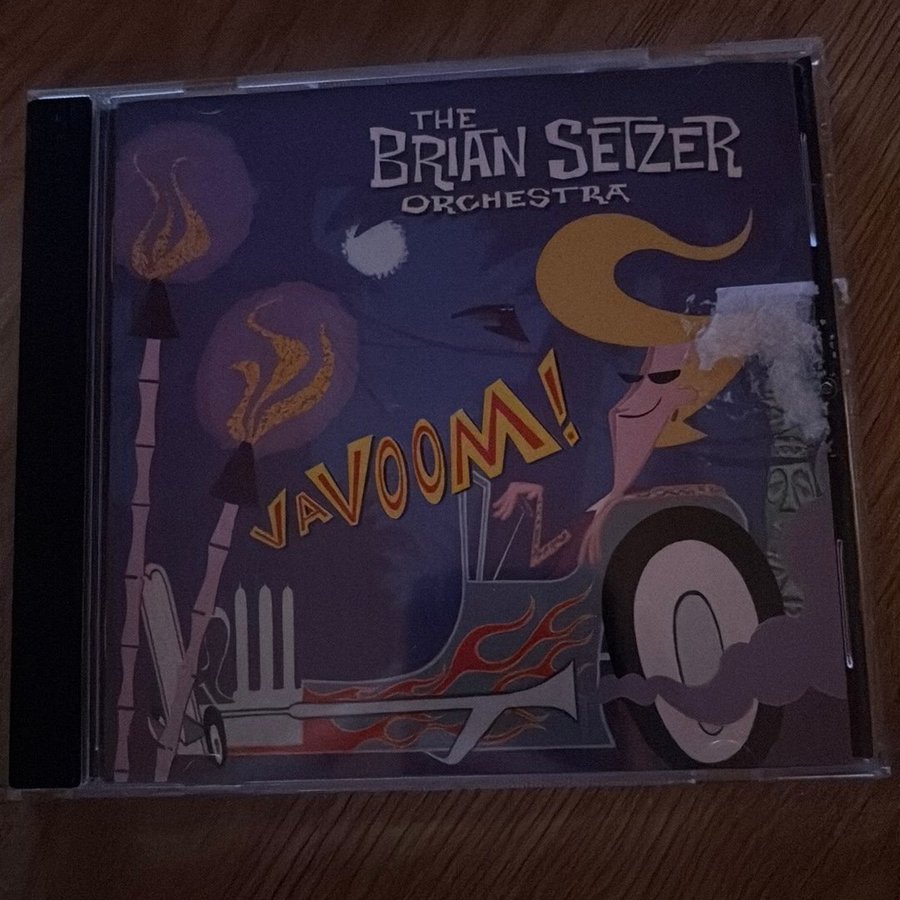 THE
BRIAN SETZER
ORCHESTRA
VAVOOM!